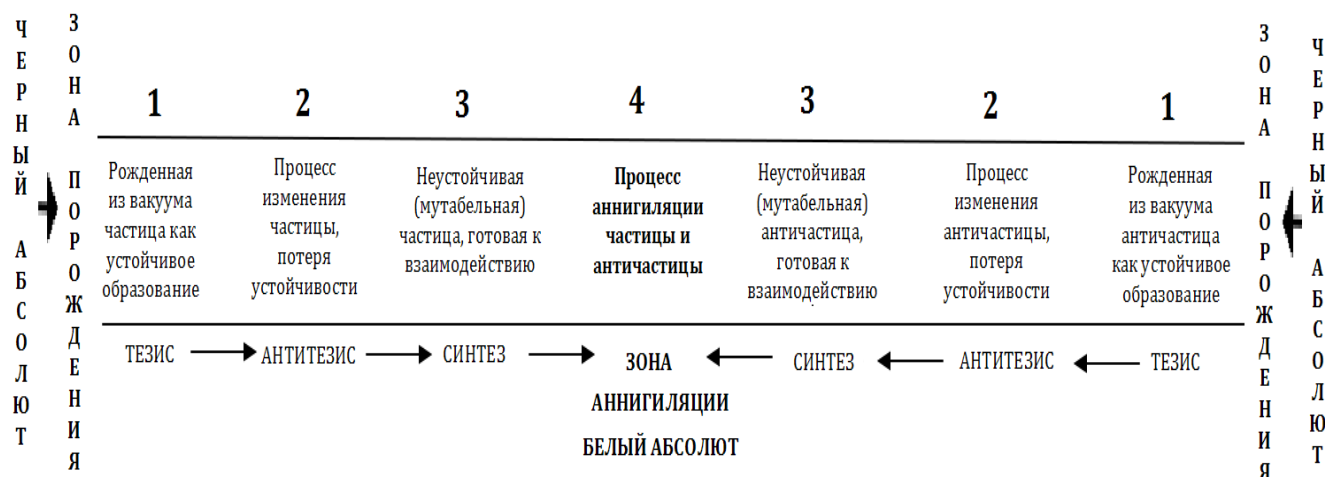 ЧЕРНЫЙ АБСОЛЮТ
ЗОНА ПОРОЖДЕНИЯ
1
2
3
4
3
2
1
Рожденная
из вакуума
частица как
устойчивое
образование
Процесс
изменения
частицы,
потеря
устойчивости
Неустойчивая
(мутабельная)
частица, готовая к
взаимодействию
Процесс
аннигиляции
частицы и
античастицы
Неустойчивая
(мутабельная)
античастица,
готовая к
взаимодействию
Процесс
изменения
античастицы,
потеря
устойчивости
Рожденная
из вакуума
античастица
как устойчивое
образование
ТЕЗИС
АНТИТЕЗИС
СИНТЕЗ
ЗОНА
АННИГИЛЯЦИИ
БЕЛЫЙ АБСОЛЮТ
СИНТЕЗ
АНТИТЕЗИС
ТЕЗИС
ЗОНА ПОРОЖДЕНИЯ
ЧЕРНЫЙ АБСОЛЮТ